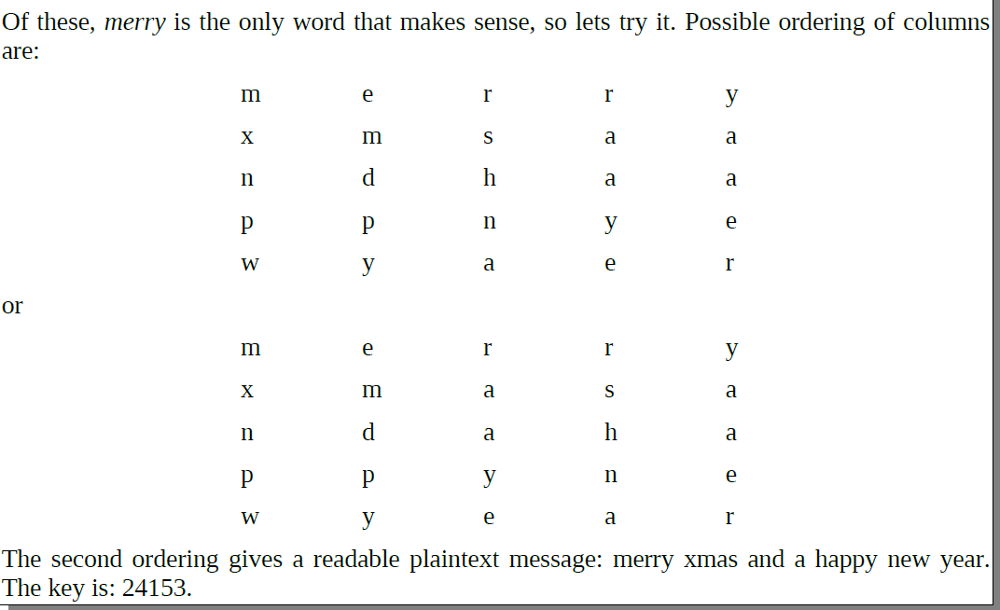 Of these, merry is the only word that makes sense, so lets try it. Possible ordering of columns
are:
m e r r y
x m s a a
n d h a a
p p n y e
w y a e r
or
m e r r y
x m a s a
n d a h a
p p y n e
w y e a r
The second ordering gives a readable plaintext message: merry xmas and a happy new year.
The key is: 24153.